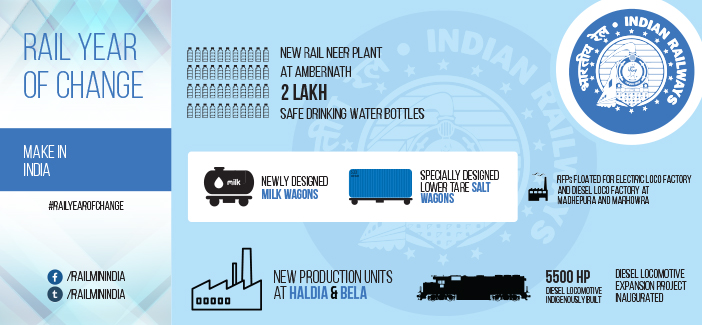 RAIL YEAR
OF CHANGE
MAKE IN
INDIA
#RAILYEAROFCHANGE
/RAILMININDIA
/RAILMININDIA
NEW RAIL NEER PLANT
AT AMBERNATH
2 LAKH
SAFE DRINKING WATER BOTTLES
milk
NEWLY DESIGNED
MILK WAGONS
SPECIALLY DESIGNED
LOWER TARE SALT
WAGONS
RFPs FLOATED FOR ELECTRIC LOCO FACTORY
AND DIESEL LOCO FACTORY AT
MADHEPURA AND MARHOWRA
NEW PRODUCTION UNITS
AT HALDIA & BELA
5500 HP
DIESEL LOCOMOTIVE
INDIGENOUSLY BUILT
DIESEL LOCOMOTIVE
EXPANSION PROJECT
INAUGURATED
भारतीय रेल • INDIAN RAILWAYS
भारतीय रेल • INDIAN RAILWAYS